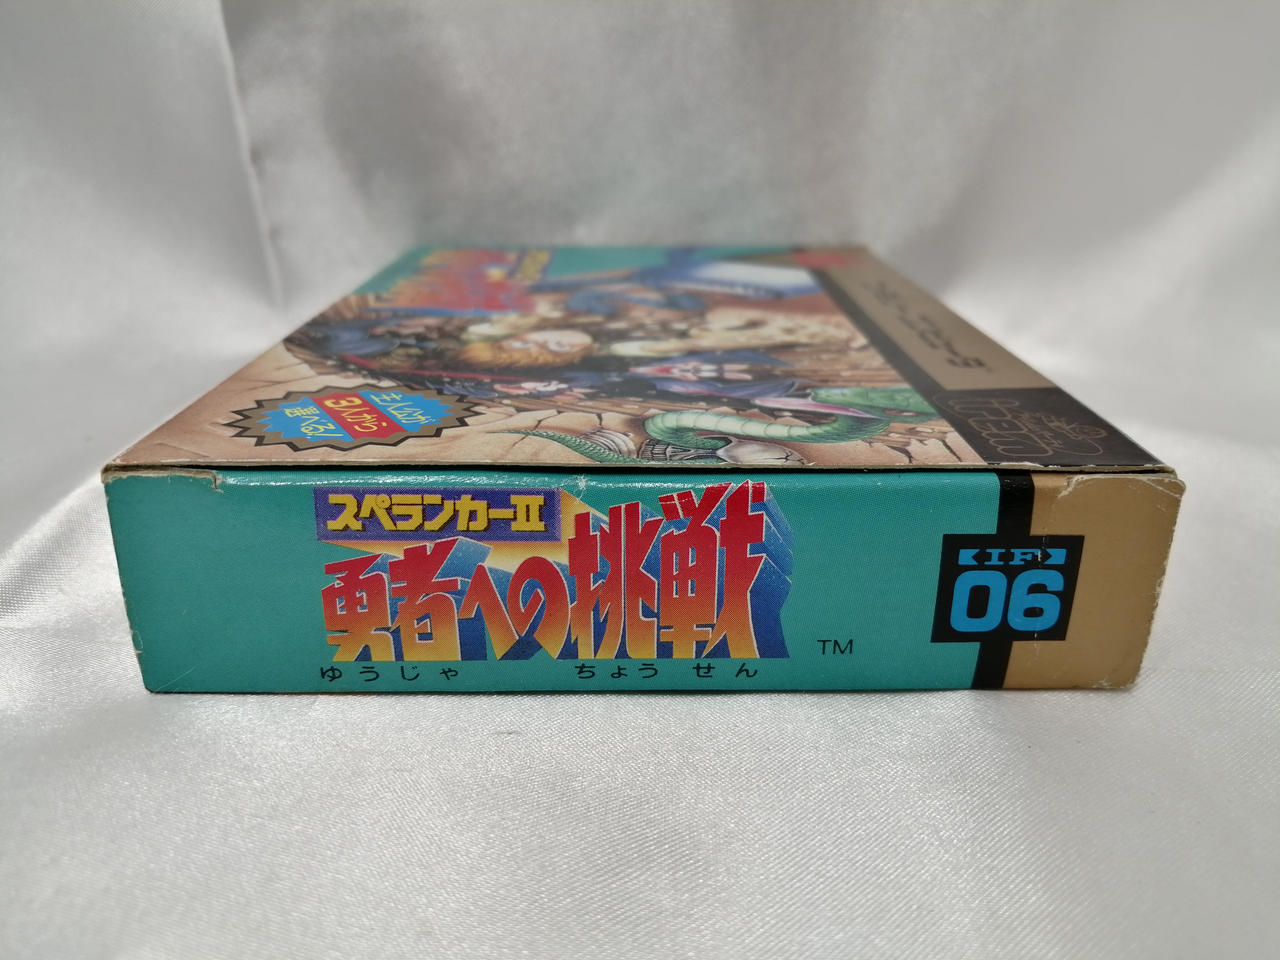 主人公が
3人から
選べる!
スペランカーII
勇者への挑戦
ゆうじゃ ちょうせん
TM
IF
06